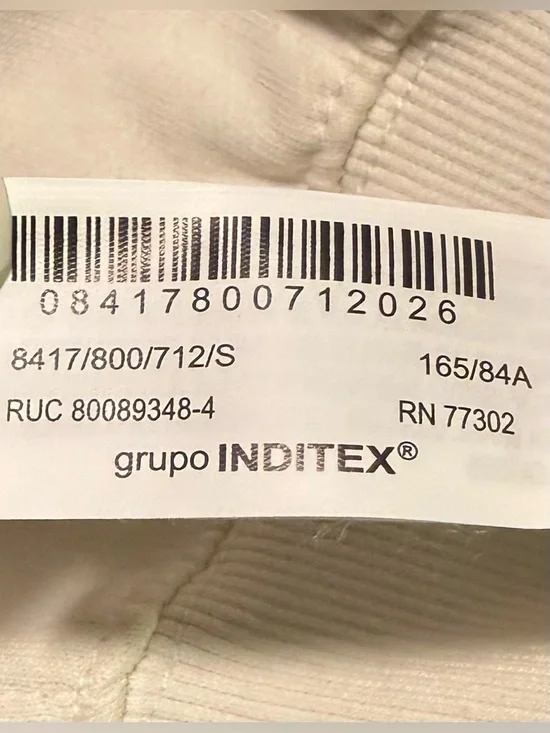 08417800712026
8417/800/712/S 165/84A
RUC 80089348-4 RN 77302
grupo INDITEX®